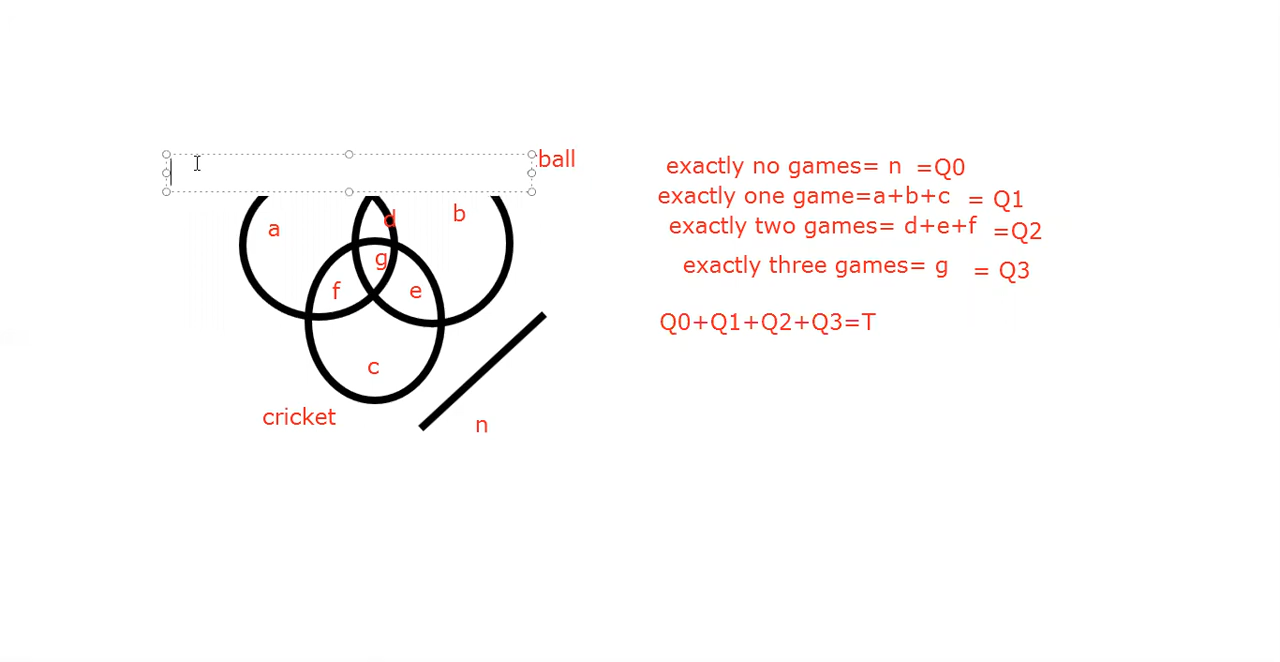 ball
a
d
b
g
f
e
c
cricket
n
exactly no games= n =Q0
exactly one game=a+b+c = Q1
exactly two games= d+e+f =Q2
exactly three games= g = Q3
Q0+Q1+Q2+Q3=T